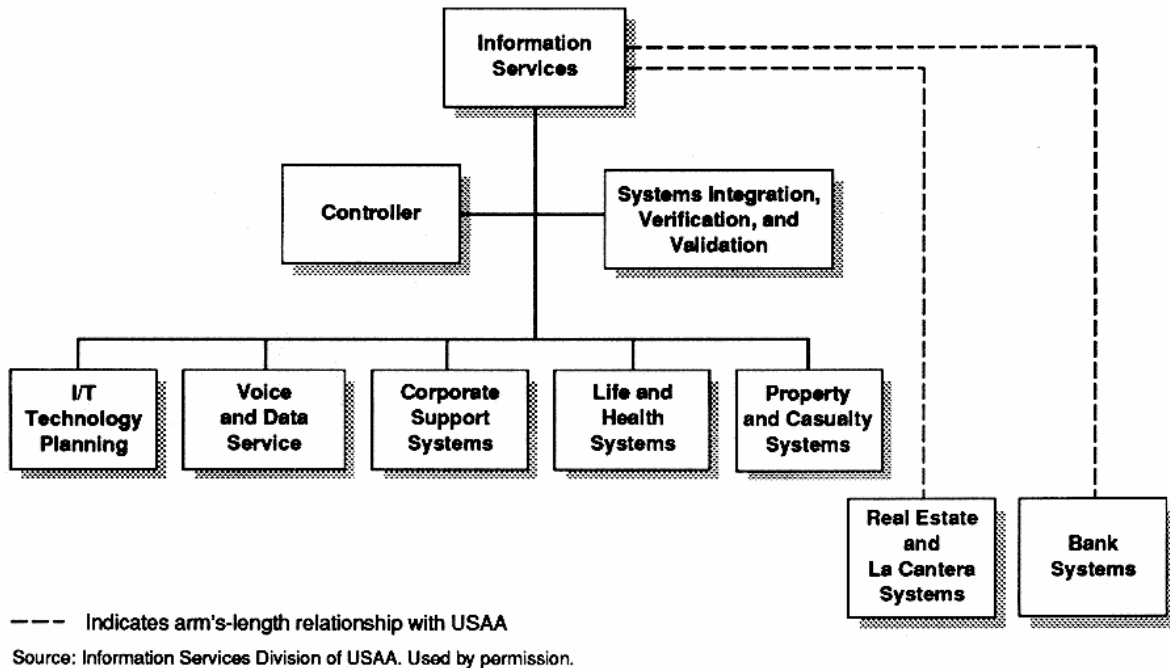 Information
Services
Controller
Systems Integration,
Verification, and
Validation
I/T
Technology
Planning
Voice
and Data
Service
Corporate
Support
Systems
Life and
Health
Systems
Property
and Casualty
Systems
Real Estate
and
La Cantera
Systems
Bank
Systems
Indicates arm's-length relationship with USAA
Source: Information Services Division of USAA. Used by permission.